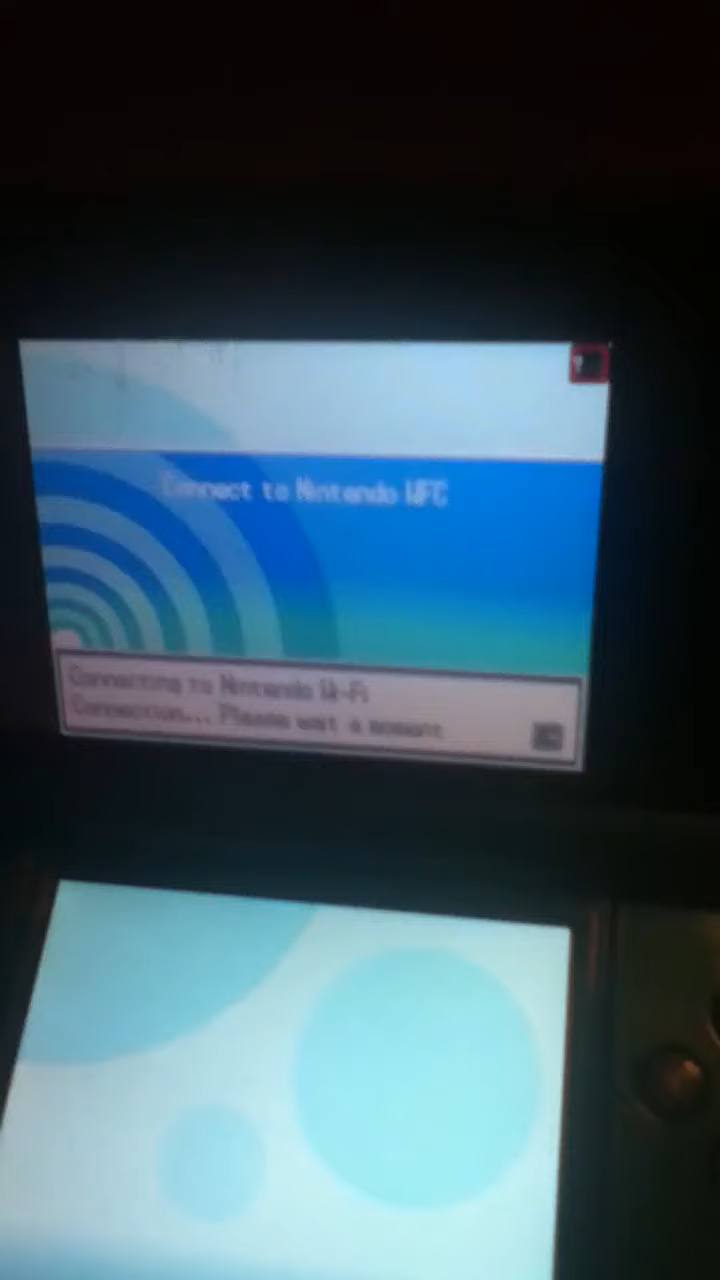 Connect to Nintendo WFC
Connecting to Nintendo Wi-Fi
Connection... Please wait a moment